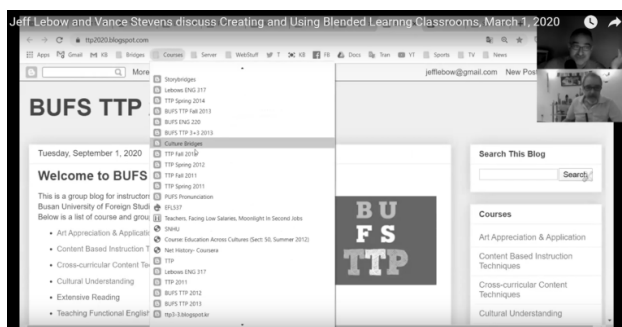 Jeff Lebow and Vance Stevens discuss Creating and Using Blended Learnng Classrooms, March 1, 2020
ttp2020.blogspot.com
Apps
Gmail
KB
Bridges
Courses
Server
WebStuff
T
KB
FB
Docs
Tran
YT
Sports
TV
News
More
jefflebow@gmail.com New Pos
BUFS TTP
Tuesday, September 1, 2020
Welcome to BUFS
This is a group blog for instructor
Busan University of Foreign Studi
Below is a list of course and grou
Art Appreciation & Applicatio
Content Based Instruction T
Cross-curricular Content Te
Cultural Understanding
Extensive Reading
Teaching Functional English
Storybridges
Lebows ENG 317
TTP Spring 2014
BUFS TTP Fall 2013
BUFS ENG 220
BUFS TTP 3+3 2013
Culture Bridges
TTP Fall
TTP Spring 2012
TTP Fall 2011
TTP Spring 2011
PUFS Pronunciation
EFL537
Teachers, Facing Low Salaries, Moonlight In Second Jobs
SNHU
Course: Education Across Cultures (Sect: 50, Summer 2012)
Net History- Coursera
TTP
Lebows ENG 317
TTP 2011
BUFS TTP 2012
BUFS TTP 2013
ttp3-3.blogspot.kr
BU
FS
TTP
Search This Blog
Search
Courses
Art Appreciation & Application
Content Based Instruction
Techniques
Cross-curricular Content
Techniques
Cultural Understanding